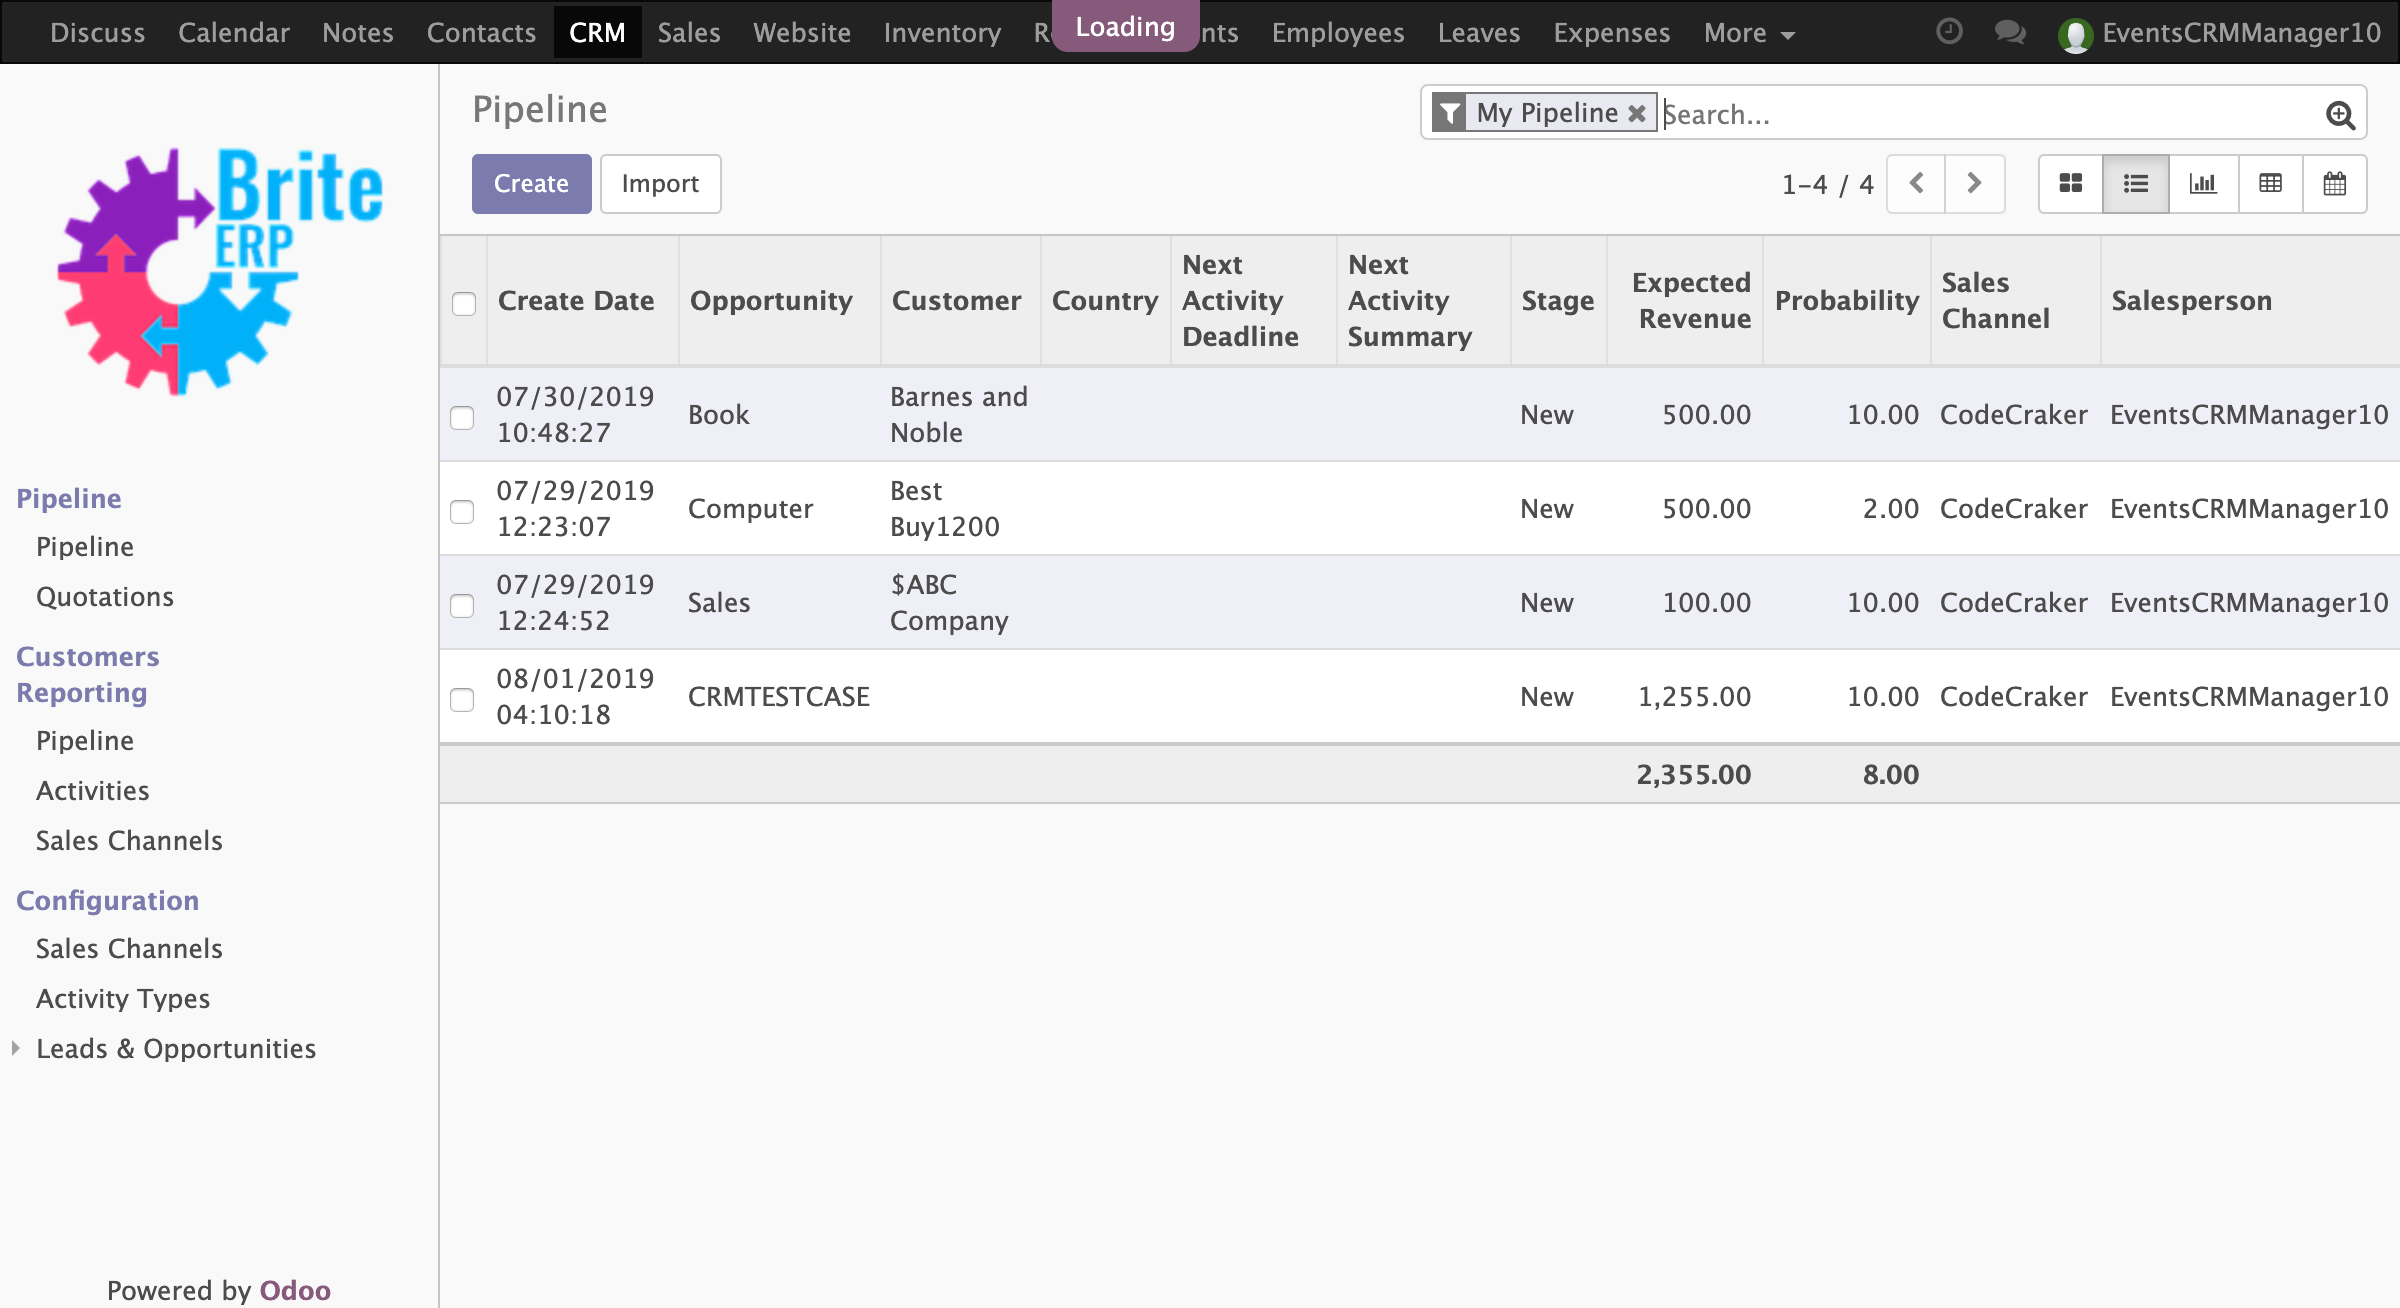 Discuss Calendar Notes Contacts CRM Sales Website Inventory Loading Employees Leaves Expenses More EventsCRMManager10
Brite
ERP
Pipeline
Pipeline
Quotations
Customers
Reporting
Pipeline
Activities
Sales Channels
Configuration
Sales Channels
Activity Types
Leads & Opportunities
Powered by Odoo
Pipeline
My Pipeline Search...
Create Import
1-4 / 4
Create Date Opportunity Customer Country Next Activity Deadline Next Activity Summary Stage Expected Revenue Probability Sales Channel Salesperson
07/30/2019 10:48:27 Book Barnes and Noble New 500.00 10.00 CodeCraker EventsCRMManager10
07/29/2019 12:23:07 Computer Best Buy1200 New 500.00 2.00 CodeCraker EventsCRMManager10
07/29/2019 12:24:52 Sales $ABC Company New 100.00 10.00 CodeCraker EventsCRMManager10
08/01/2019 04:10:18 CRMTESTCASE New 1,255.00 10.00 CodeCraker EventsCRMManager10
2,355.00 8.00